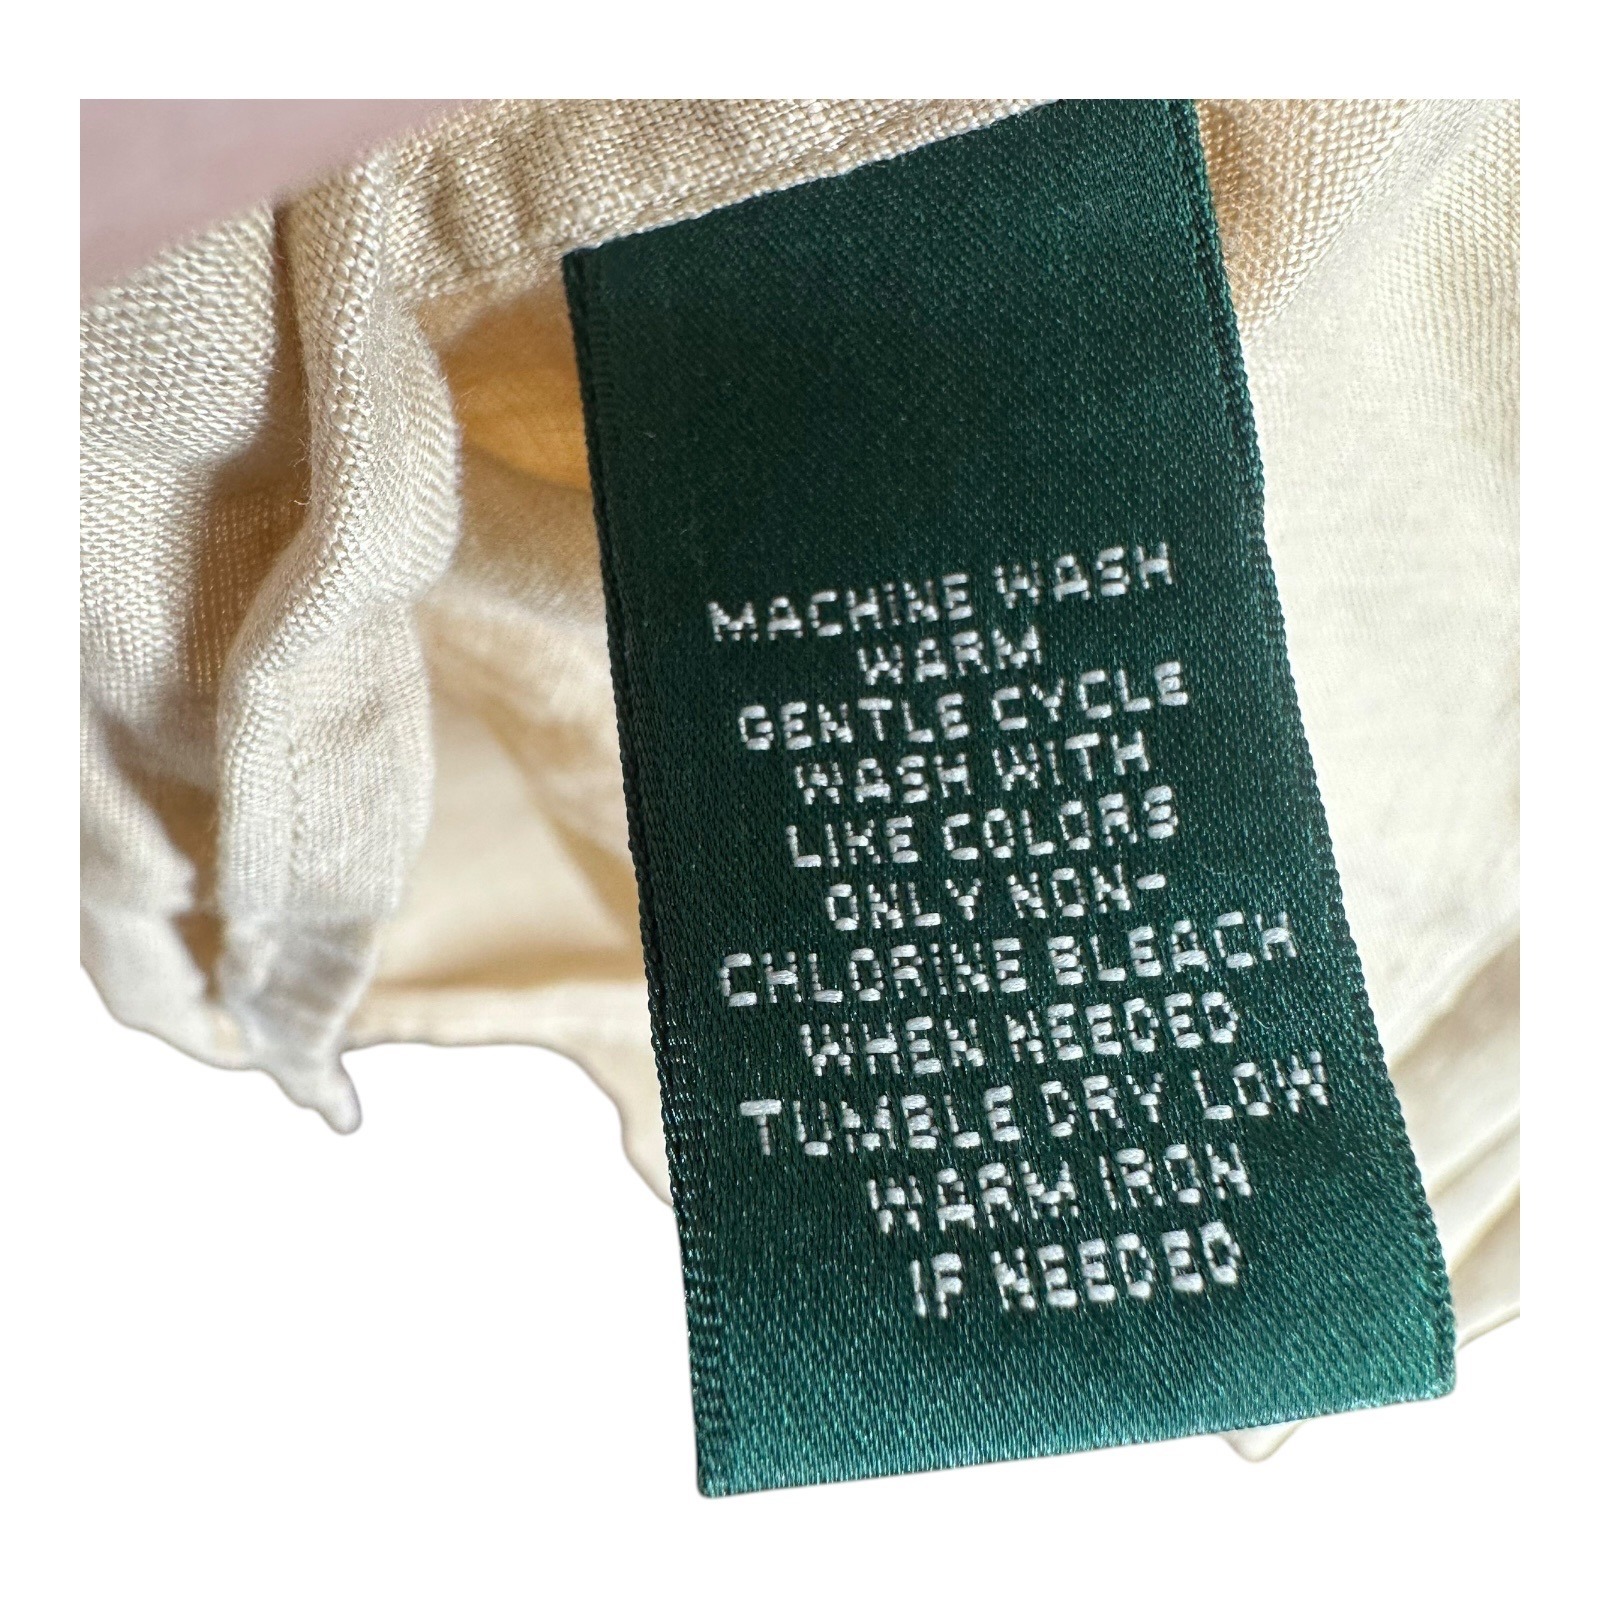 MACHINE WASH
WARM
GENTLE CYCLE
WASH WITH
LIKE COLORS
ONLY NON-
CHLORINE BLEACH
WHEN NEEDED
TUMBLE DRY LOW
WARM IRON
IF NEEDED